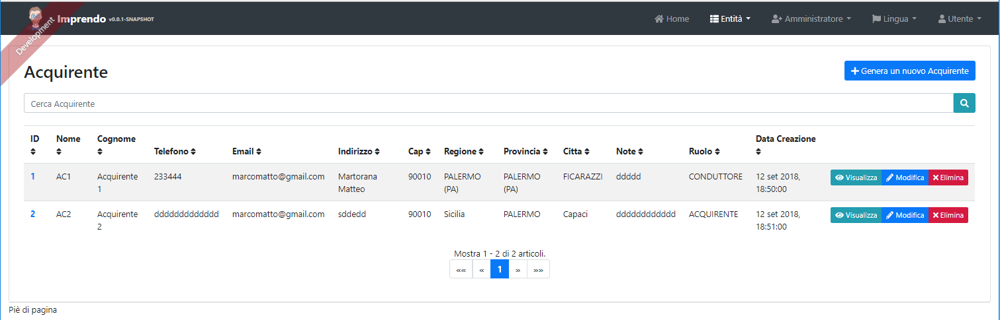 Development
Imprendo v0.0.1-SNAPSHOT Home Entità Amministratore Lingua Utente
Acquirente + Genera un nuovo Acquirente
Cerca Acquirente
ID Nome Cognome Telefono Email Indirizzo Cap Regione Provincia Citta Note Ruolo Data Creazione
1 AC1 Acquirente 233444 marcomatto@gmail.com Martorana 90010 PALERMO PALERMO FICARAZZI ddddd CONDUTTORE 12 set 2018, Visualizza Modifica Elimina
1 Matteo (PA) (PA) 18:50:00
2 AC2 Acquirente ddddddddddddd marcomatto@gmail.com sddedd 90010 Sicilia PALERMO Capaci dddddddddddd ACQUIRENTE 12 set 2018, Visualizza Modifica Elimina
2 18:51:00
Mostra 1 - 2 di 2 articoli.
«« « 1 » »»
Piè di pagina